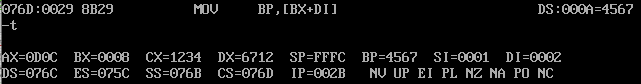 076D:0029 8B29 MOV BP,[BX+DI] DS:000A=4567
-t
AX=0D0C BX=0008 CX=1234 DX=6712 SP=FFFC BP=4567 SI=0001 DI=0002
DS=076C ES=075C SS=076B CS=076D IP=002B NV UP EI PL NZ NA PO NC